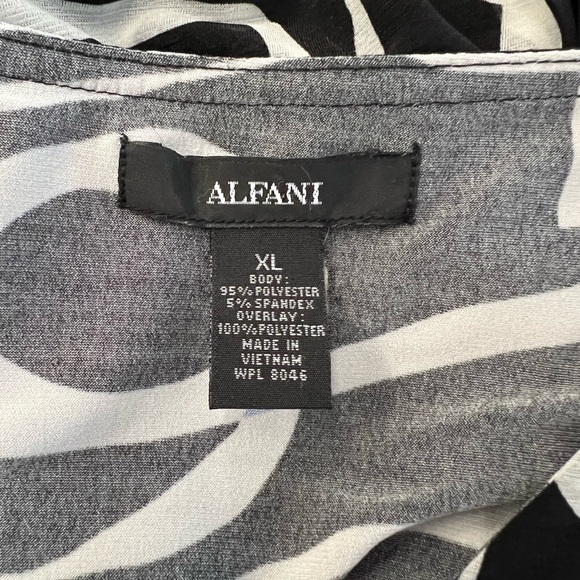 ALFANI
XL
BODY:
95% POLYESTER
5% SPANDEX
OVERLAY:
100% POLYESTER
MADE IN
VIETNAM
WPL 8046